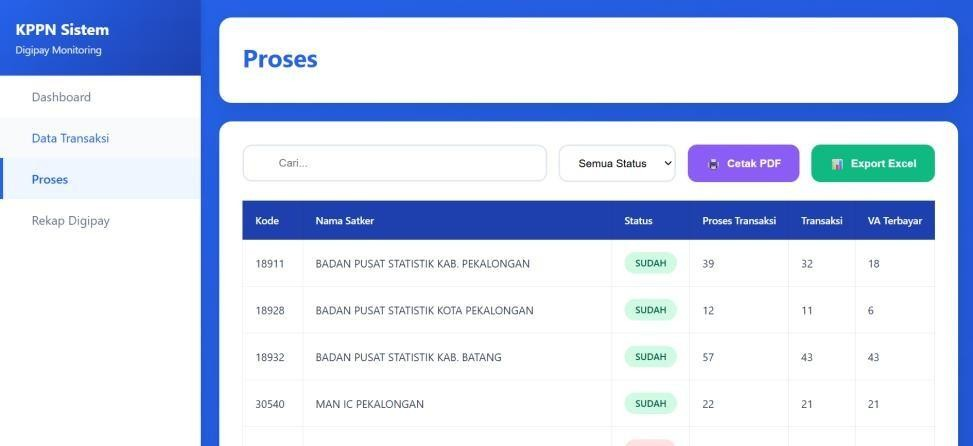 KPPN Sistem
Digipay Monitoring
Dashboard
Data Transaksi
Proses
Rekap Digipay
Proses
Cari... Semua Status Cetak PDF Export Excel
Kode Nama Satker Status Proses Transaksi Transaksi VA Terbayar
18911 BADAN PUSAT STATISTIK KAB. PEKALONGAN SUDAH 39 32 18
18928 BADAN PUSAT STATISTIK KOTA PEKALONGAN SUDAH 12 11 6
18932 BADAN PUSAT STATISTIK KAB. BATANG SUDAH 57 43 43
30540 MAN IC PEKALONGAN SUDAH 22 21 21